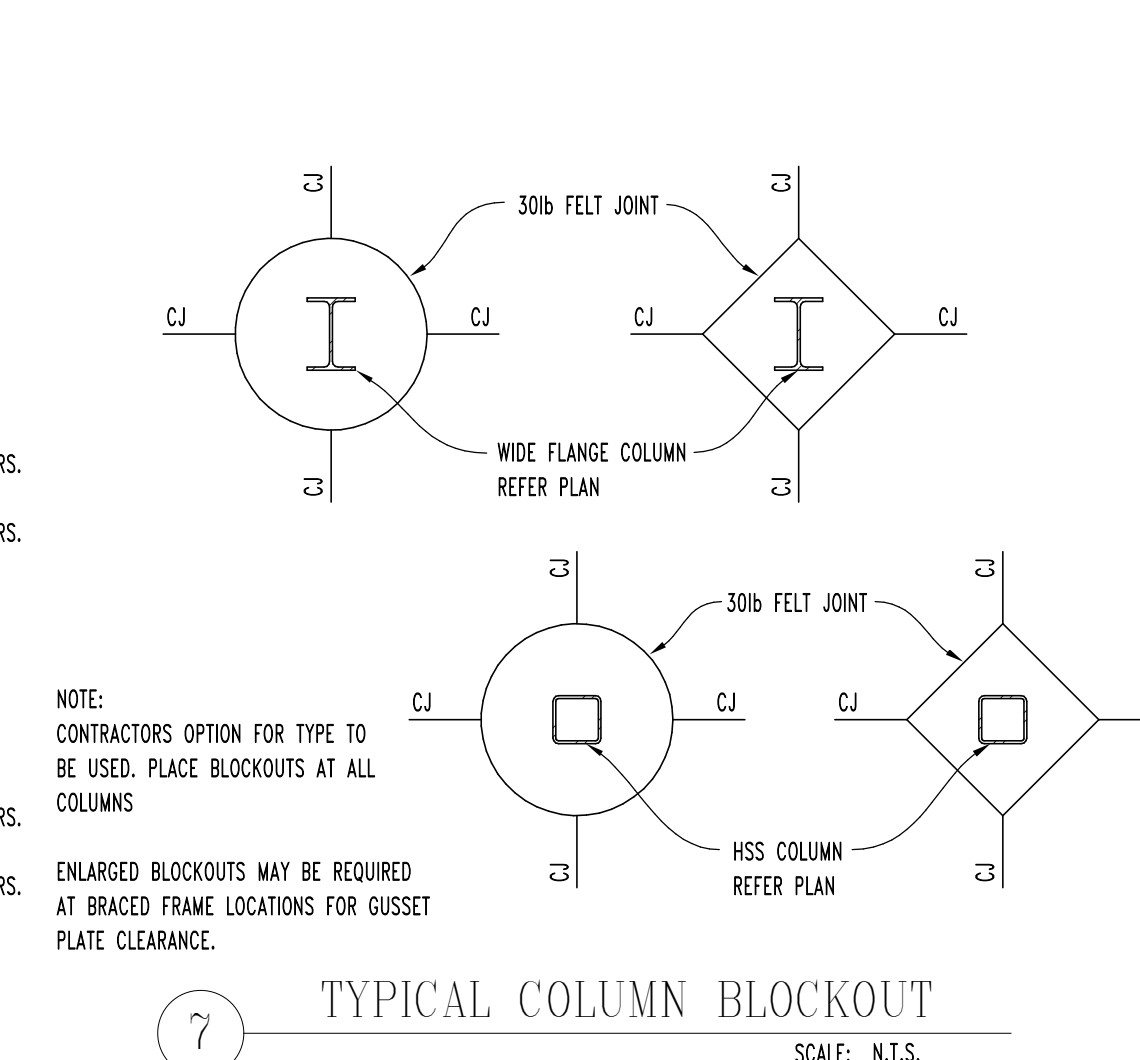 CJ
CJ
30lb FELT JOINT
CJ
CJ
CJ
CJ
WIDE FLANGE COLUMN
REFER PLAN
CJ
CJ
RS.
RS.
CJ
CJ
30lb FELT JOINT
CJ
CJ
CJ
HSS COLUMN
REFER PLAN
CJ
CJ
NOTE:
CONTRACTORS OPTION FOR TYPE TO
BE USED. PLACE BLOCKOUTS AT ALL
COLUMNS
RS.
RS.
ENLARGED BLOCKOUTS MAY BE REQUIRED
AT BRACED FRAME LOCATIONS FOR GUSSET
PLATE CLEARANCE.
7
TYPICAL COLUMN BLOCKOUT
SCALE: N.T.S.